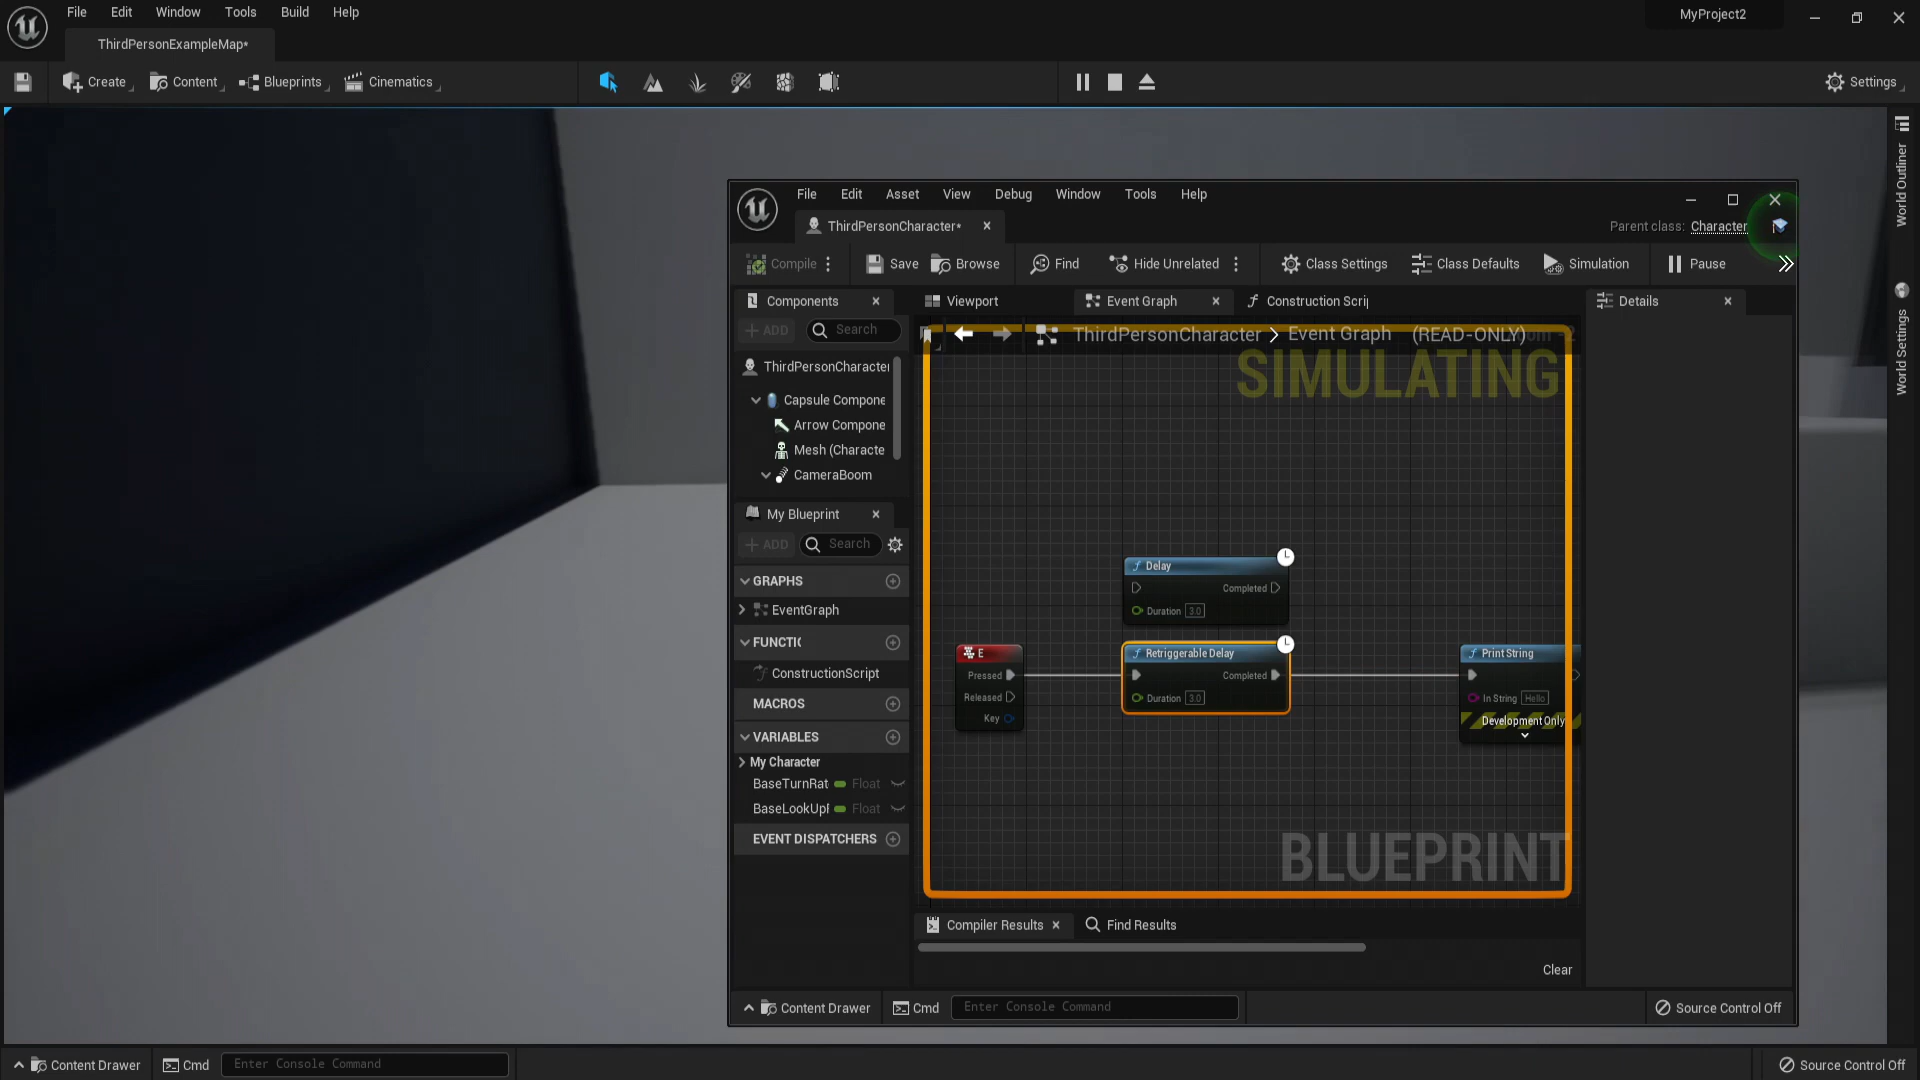 File Edit Window Tools Build Help
MyProject2
ThirdPersonExampleMap*
Create Content Blueprints Cinematics
Settings
World Outliner
World Settings
File Edit Asset View Debug Window Tools Help
ThirdPersonCharacter*
Parent class: Character
Compile Save Browse Find Hide Unrelated Class Settings Class Defaults Simulation Pause
Components
Viewport
Event Graph
Construction Scrip
Details
ADD
Search
ThirdPersonCharacter > Event Graph (READ-ONLY)
SIMULATING
ThirdPersonCharacter
Capsule Compone
Arrow Compone
Mesh (Characte
CameraBoom
My Blueprint
ADD
Search
GRAPHS
EventGraph
FUNCTIO
ConstructionScript
MACROS
VARIABLES
My Character
BaseTurnRat Float
BaseLookUpR Float
EVENT DISPATCHERS
Delay
Completed
Duration 3.0
E
Pressed
Released
Key
Retriggerable Delay
Completed
Duration 3.0
Print String
In String Hello
Development Only
BLUEPRINT
Compiler Results
Find Results
Clear
Content Drawer Cmd Enter Console Command
Source Control Off
Content Drawer Cmd Enter Console Command
Source Control Off